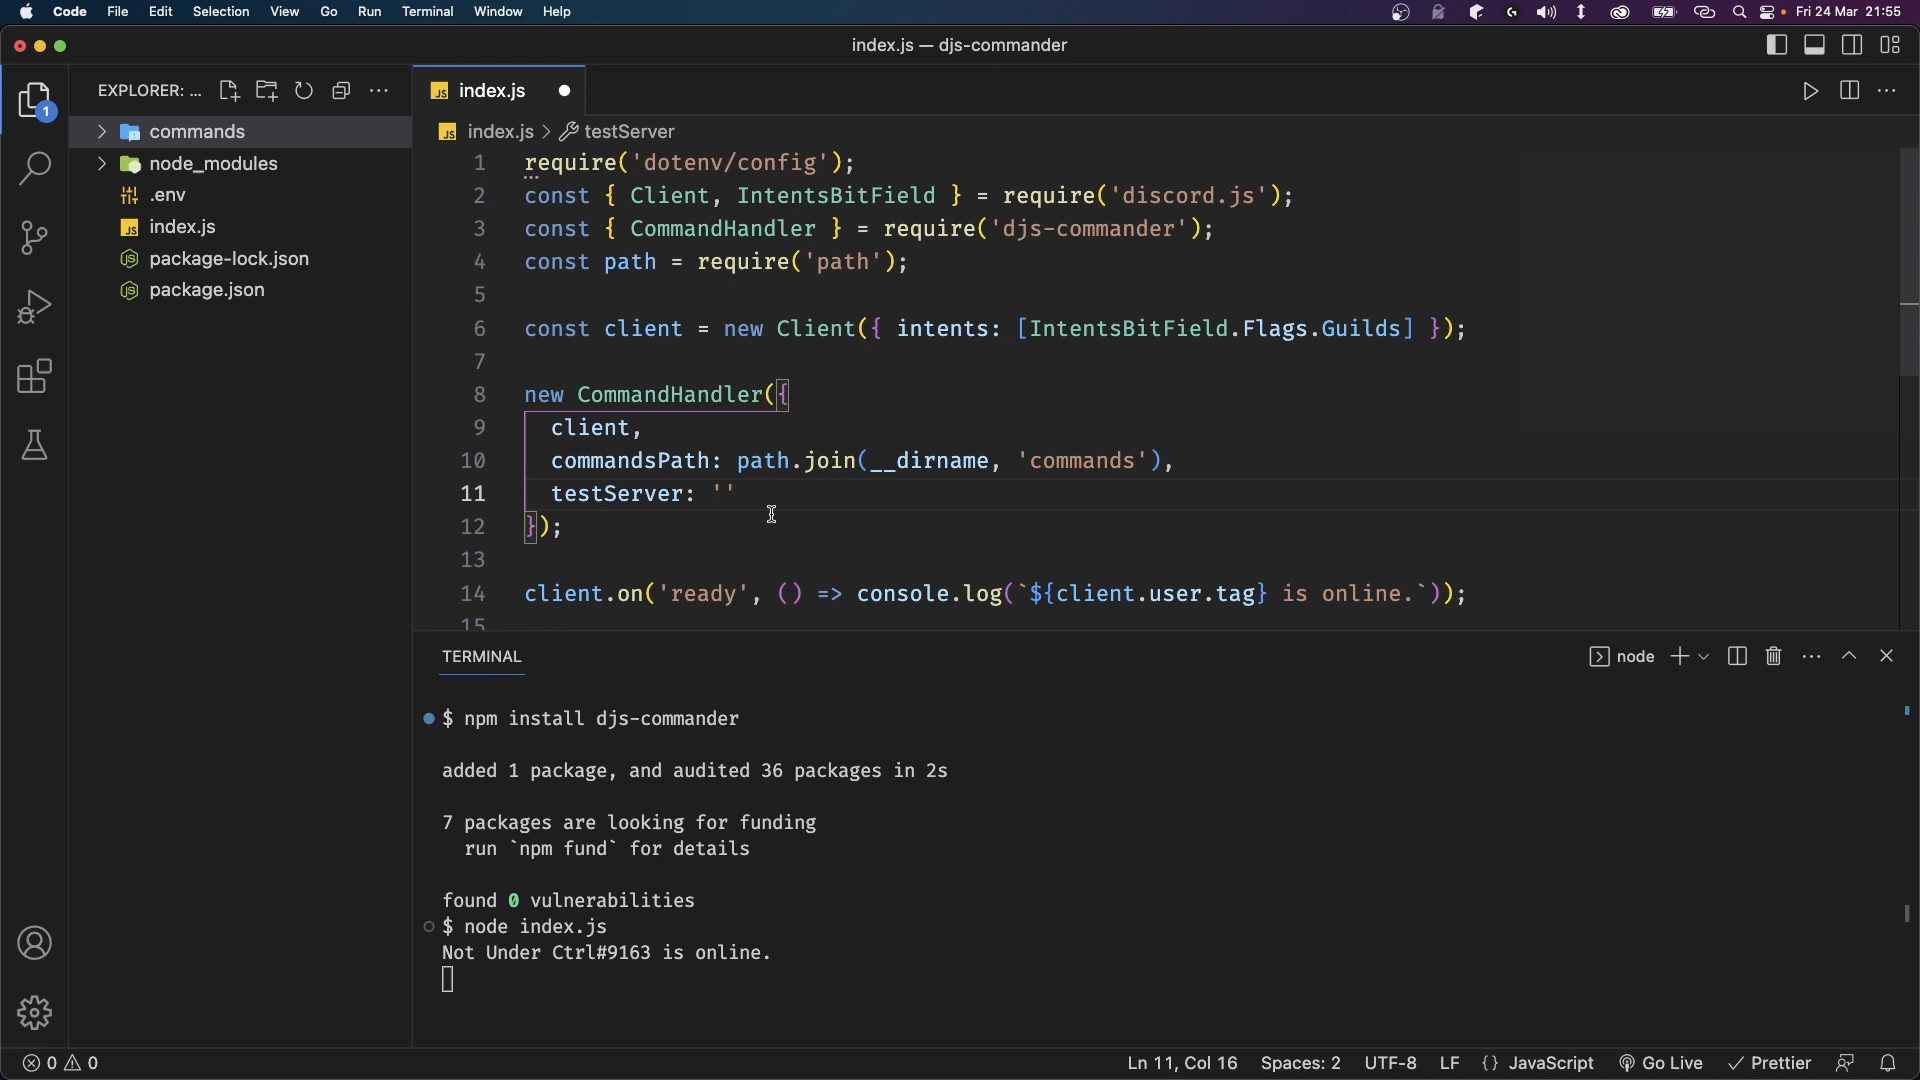 Code File Edit Selection View Go Run Terminal Window Help Fri 24 Mar 21:55
index.js — djs-commander
EXPLORER: ...
1
commands
node_modules
.env
index.js
package-lock.json
package.json
JS index.js
JS index.js > testServer
1 require('dotenv/config');
2 const { Client, IntentsBitField } = require('discord.js');
3 const { CommandHandler } = require('djs-commander');
4 const path = require('path');
5
6 const client = new Client({ intents: [IntentsBitField.Flags.Guilds] });
7
8 new CommandHandler({
9 client,
10 commandsPath: path.join(__dirname, 'commands'),
11 testServer: ''
12 });
13
14 client.on('ready', () => console.log(`${client.user.tag} is online.`));
15
TERMINAL node
$ npm install djs-commander
added 1 package, and audited 36 packages in 2s
7 packages are looking for funding
run `npm fund` for details
found 0 vulnerabilities
$ node index.js
Not Under Ctrl#9163 is online.
0 0 Ln 11, Col 16 Spaces: 2 UTF-8 LF {} JavaScript Go Live Prettier